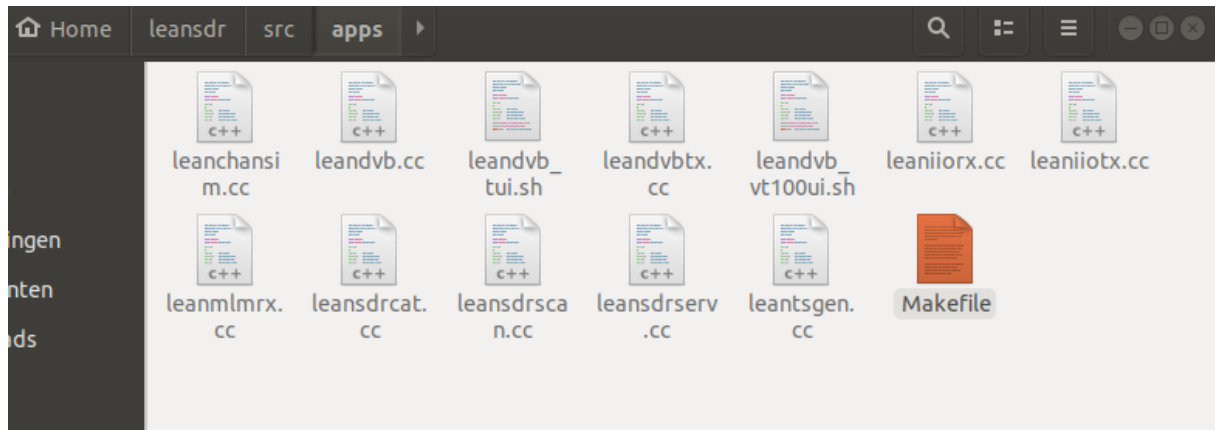 Home leansdr src apps
c++ c++ c++ c++ c++
leanchansi leandvb.cc leandvb_ leandvbtx. leandvb_ leaniiorx.cc leaniiotx.cc
m.cc tui.sh cc vt100ui.sh
ingen
c++ c++ c++ c++ c++
nten
leanmlmrx. leansdrcat. leansdrsca leansdrserv leantsgen. Makefile
cc cc n.cc .cc cc
ads